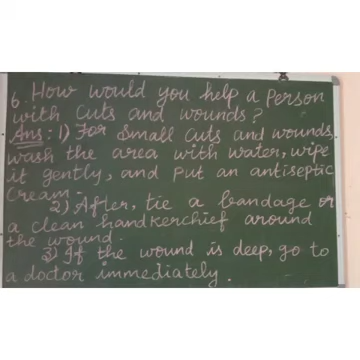 6. How would you help a person
with cuts and wounds?
Ans: 1) For small cuts and wounds,
wash the area with water, wipe
it gently, and put an antiseptic
cream.
2) After, tie a bandage or
a clean handkerchief around
the wound.
3) If the wound is deep, go to
a doctor immediately.